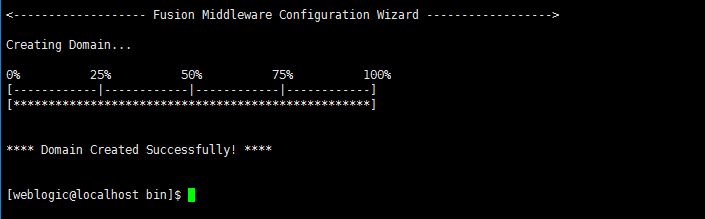 <------------------- Fusion Middleware Configuration Wizard ------------------>
Creating Domain...
0%          25%          50%          75%          100%
[------------|------------|------------|------------]
[***************************************************]
**** Domain Created Successfully! ****
[weblogic@localhost bin]$